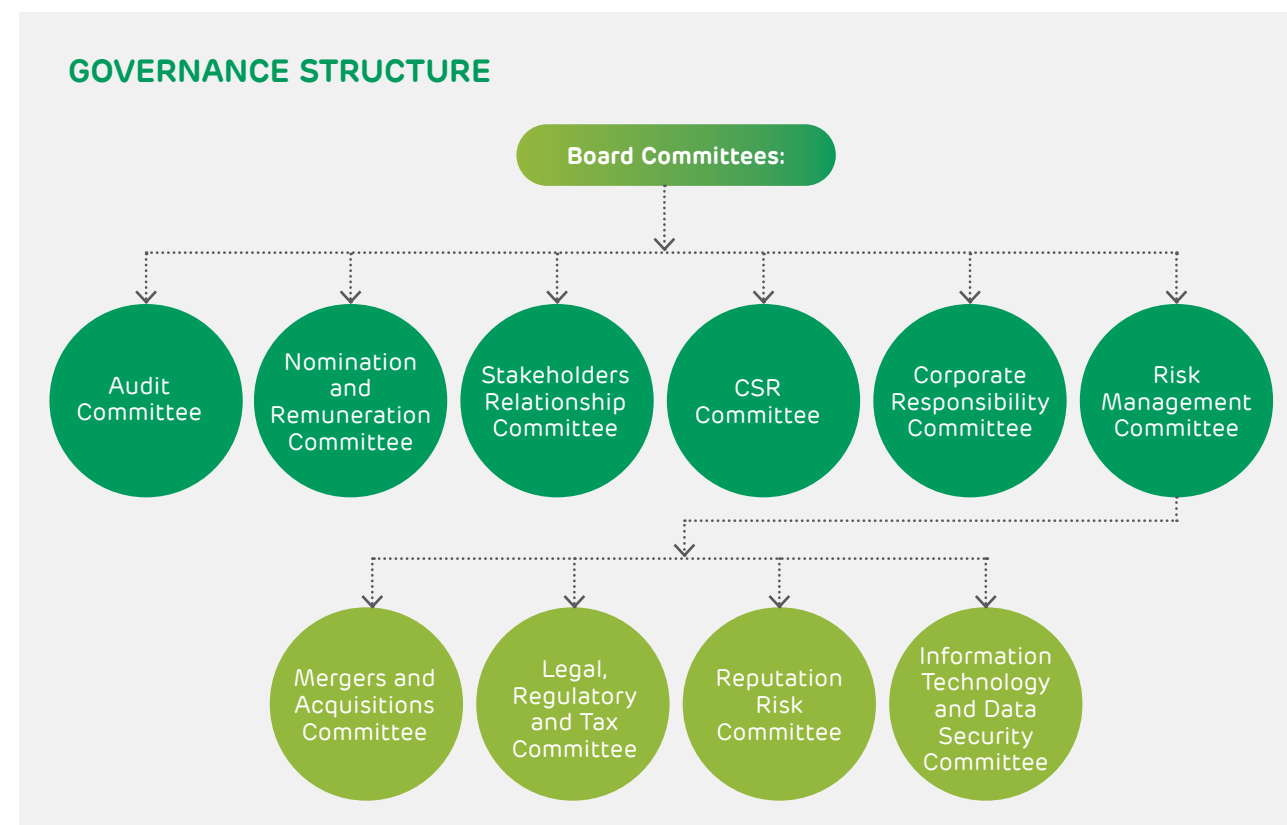 GOVERNANCE STRUCTURE
Board Committees:
Audit
Committee
Nomination
and
Remuneration
Committee
Stakeholders
Relationship
Committee
CSR
Committee
Corporate
Responsibility
Committee
Risk
Management
Committee
Mergers and
Acquisitions
Committee
Legal,
Regulatory
and Tax
Committee
Reputation
Risk
Committee
Information
Technology
and Data
Security
Committee